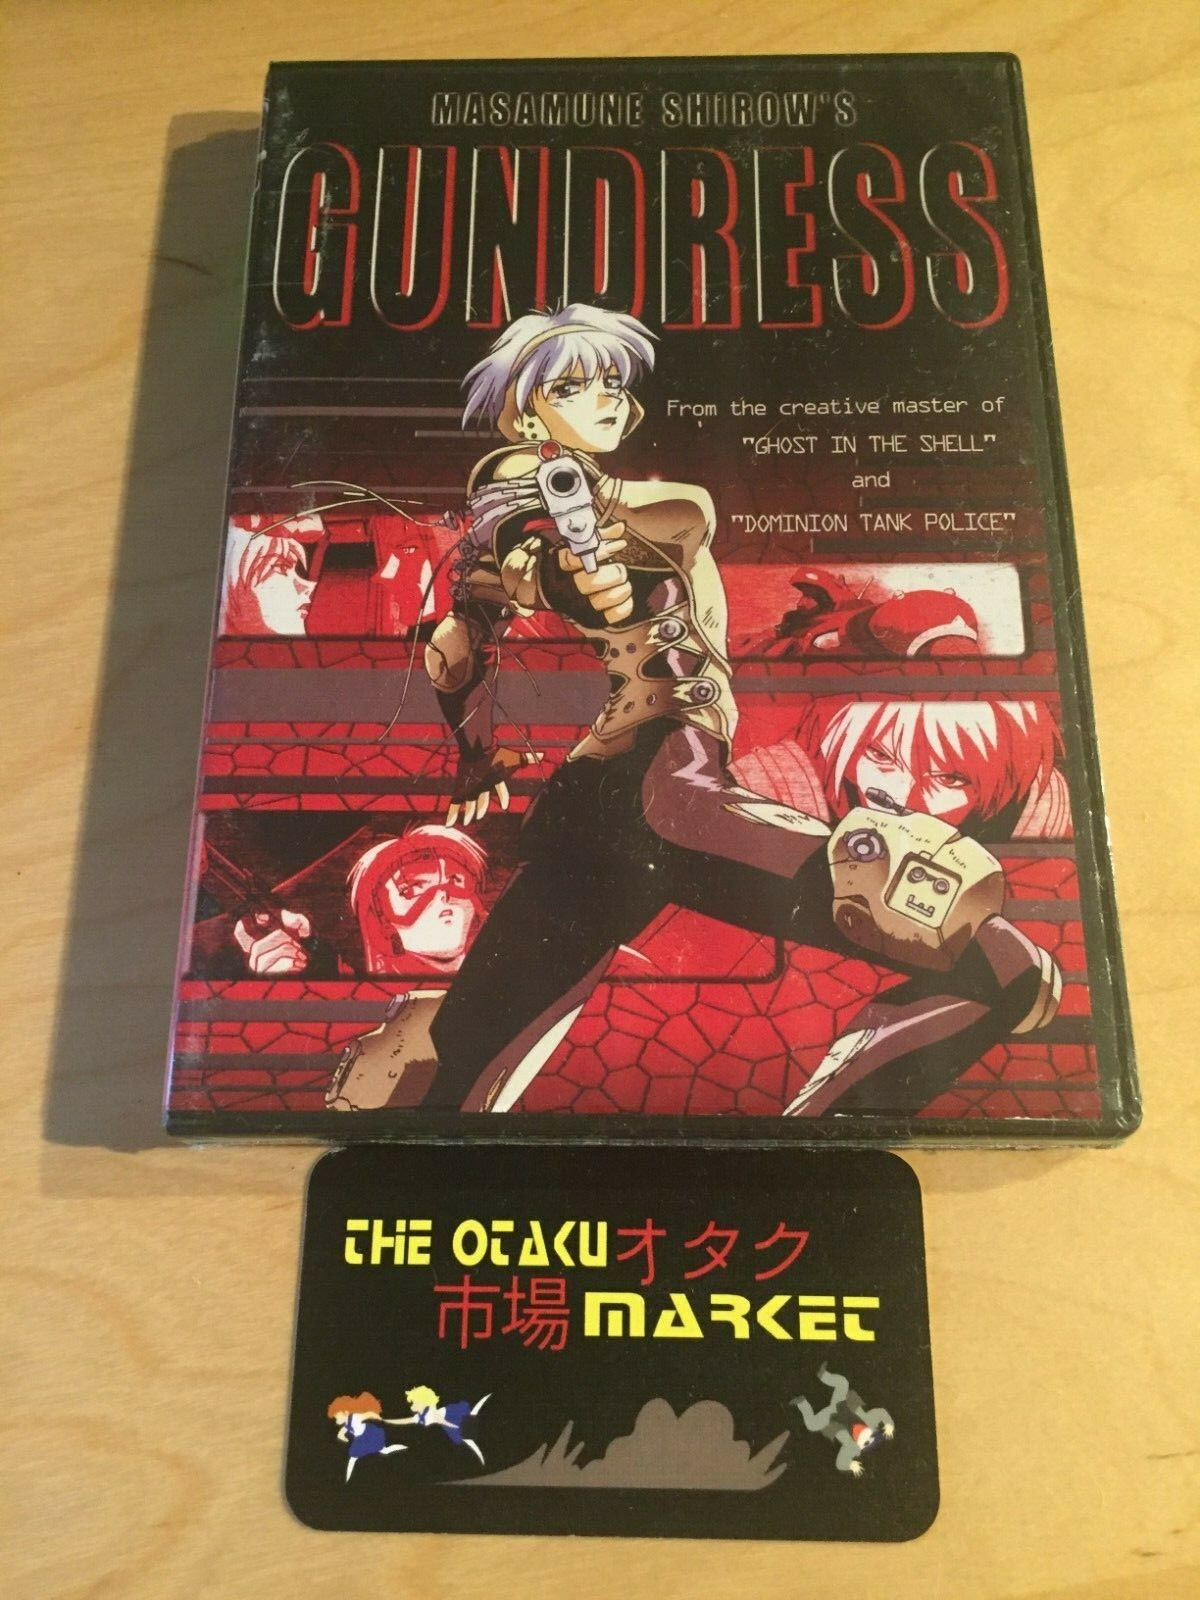 MASAMUNE SHIROW'S
GUNDRESS
From the creative master of
"GHOST IN THE SHELL"
and
"DOMINION TANK POLICE"
THE OTAKU オタク
市場 MARKET